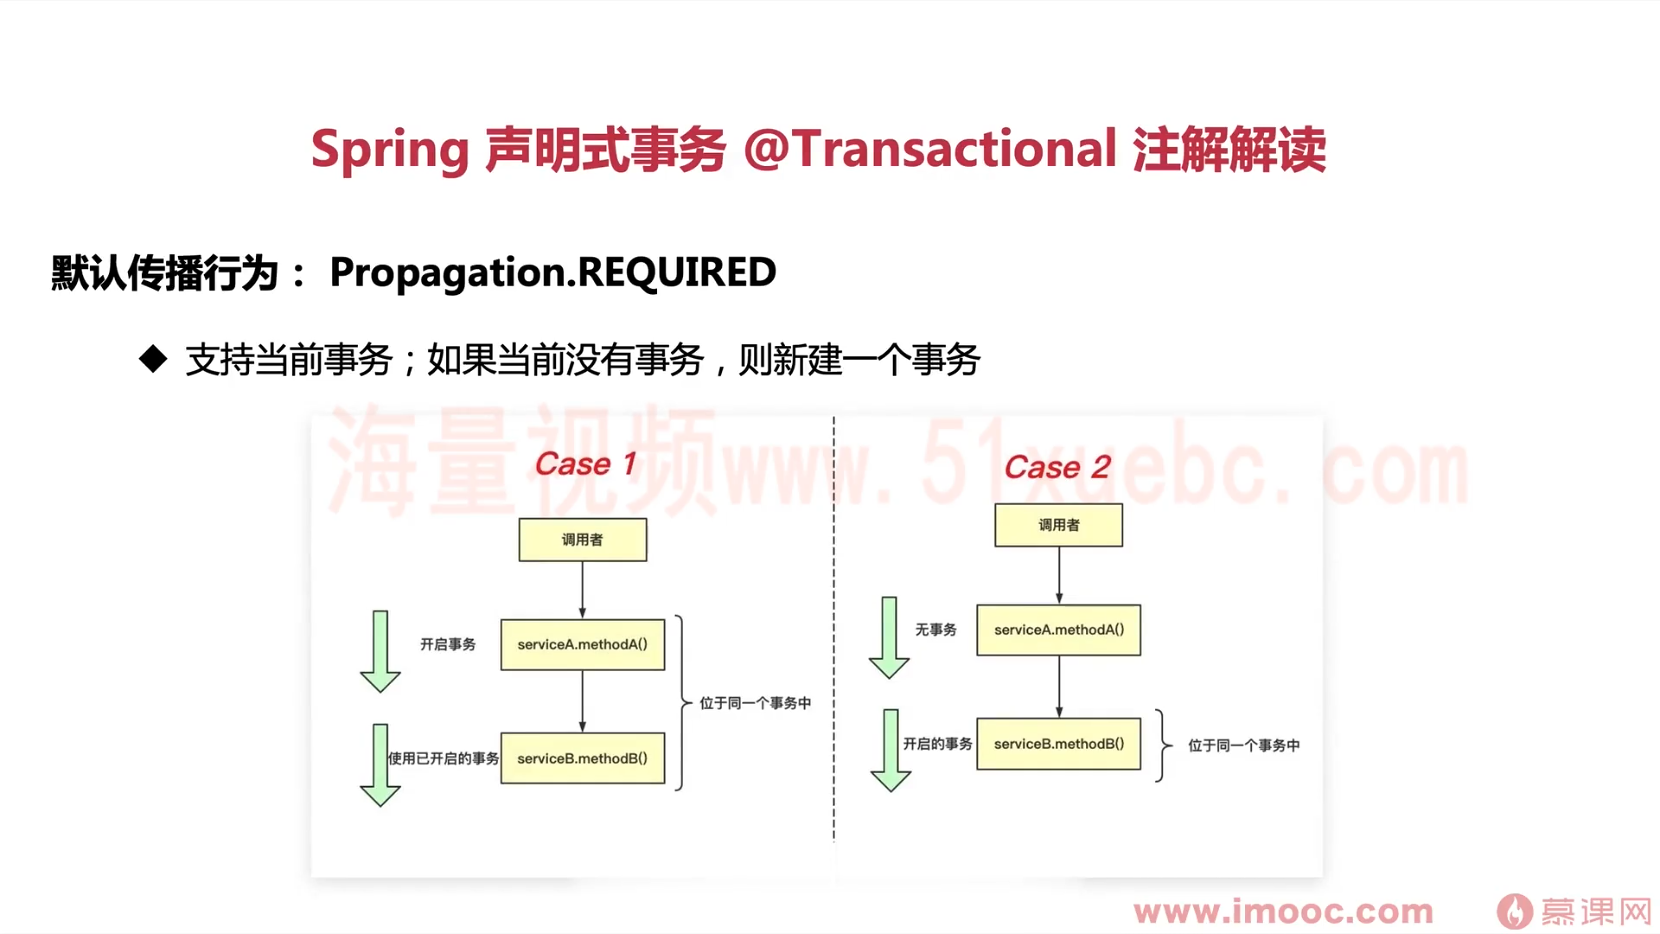 Spring 声明式事务 @Transactional 注解解读
默认传播行为： Propagation.REQUIRED
◆ 支持当前事务；如果当前没有事务，则新建一个事务
海量视频www.51xuebc.com
Case 1
调用者
开启事务
serviceA.methodA()
位于同一个事务中
使用已开启的事务
serviceB.methodB()
Case 2
调用者
无事务
serviceA.methodA()
开启的事务
serviceB.methodB()
位于同一个事务中
www.imooc.com
慕课网